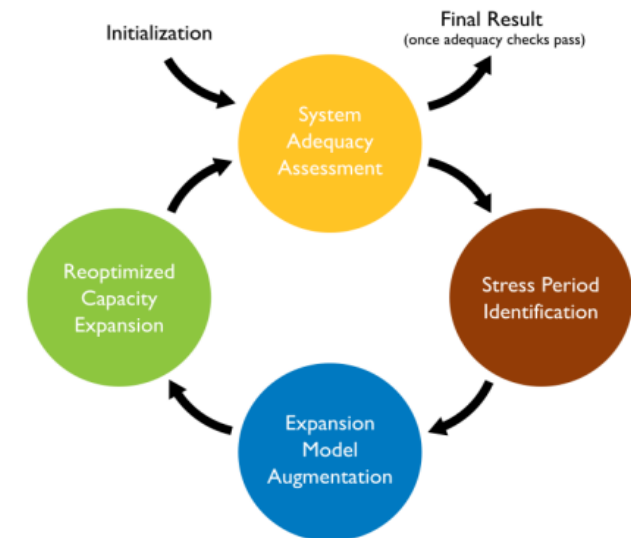 Initialization
Final Result
(once adequacy checks pass)
System
Adequacy
Assessment
Stress Period
Identification
Expansion
Model
Augmentation
Reoptimized
Capacity
Expansion